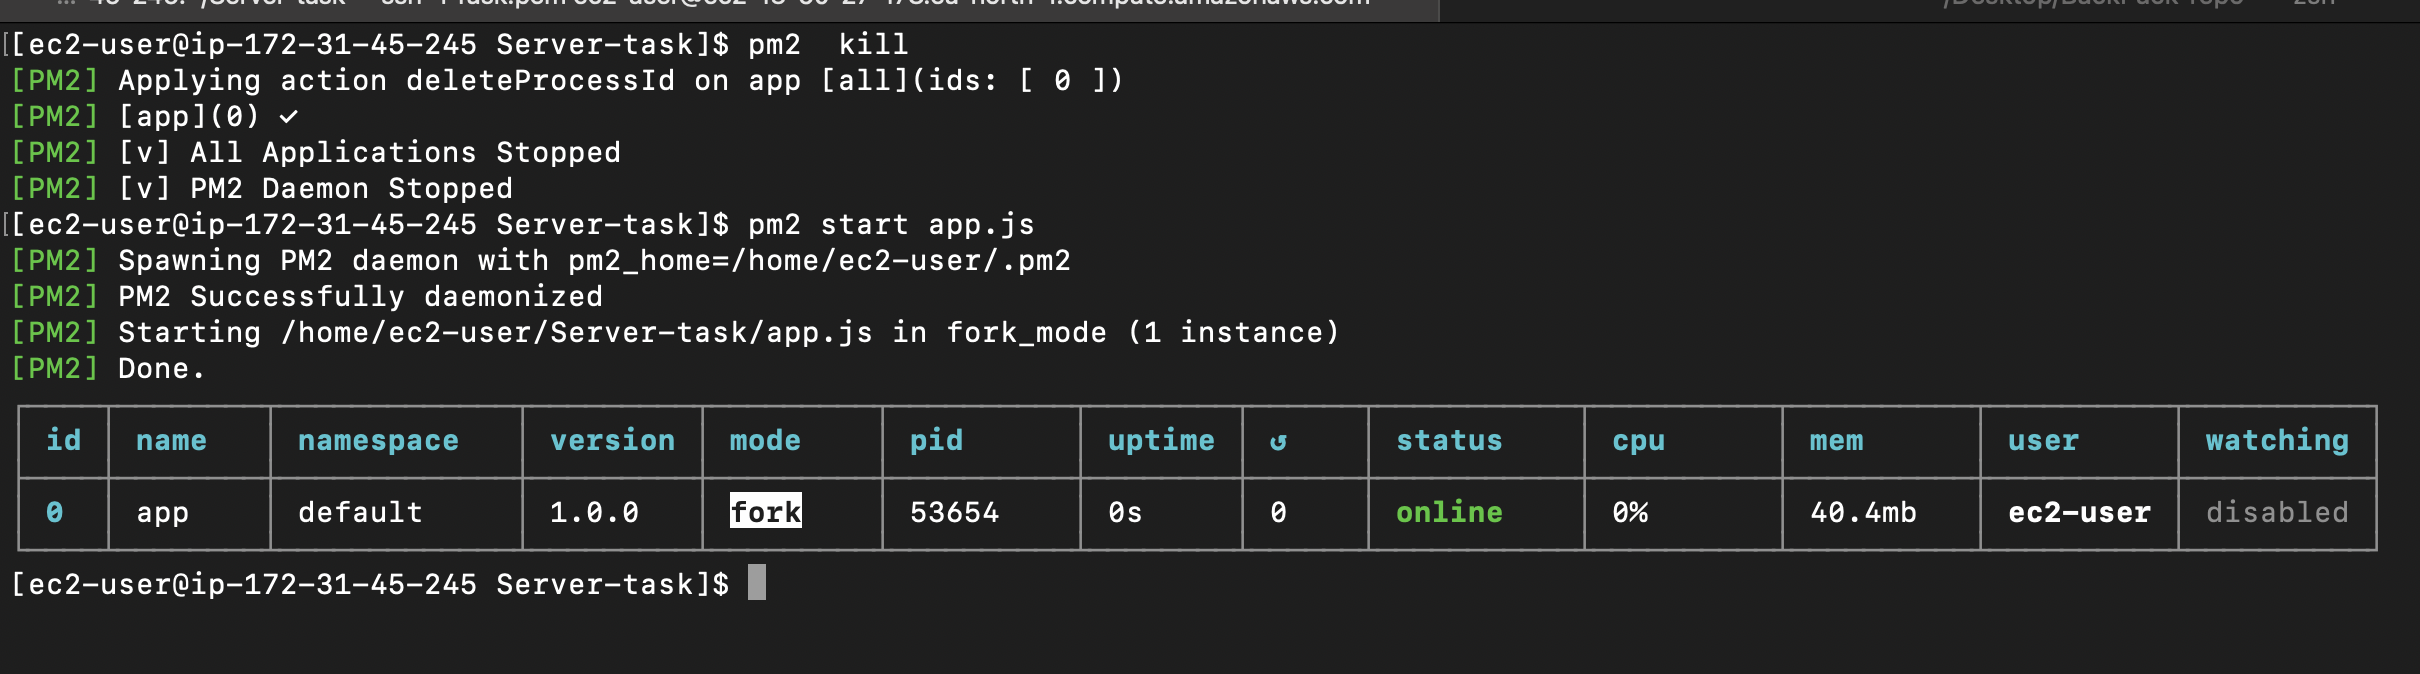 [[ec2-user@ip-172-31-45-245 Server-task]$ pm2  kill
[PM2] Applying action deleteProcessId on app [all](ids: [ 0 ])
[PM2] [app](0) ✓
[PM2] [v] All Applications Stopped
[PM2] [v] PM2 Daemon Stopped
[[ec2-user@ip-172-31-45-245 Server-task]$ pm2 start app.js
[PM2] Spawning PM2 daemon with pm2_home=/home/ec2-user/.pm2
[PM2] PM2 Successfully daemonized
[PM2] Starting /home/ec2-user/Server-task/app.js in fork_mode (1 instance)
[PM2] Done.
id name namespace version mode pid uptime ↺ status cpu mem user watching
0 app default 1.0.0 fork 53654 0s 0 online 0% 40.4mb ec2-user disabled
[ec2-user@ip-172-31-45-245 Server-task]$